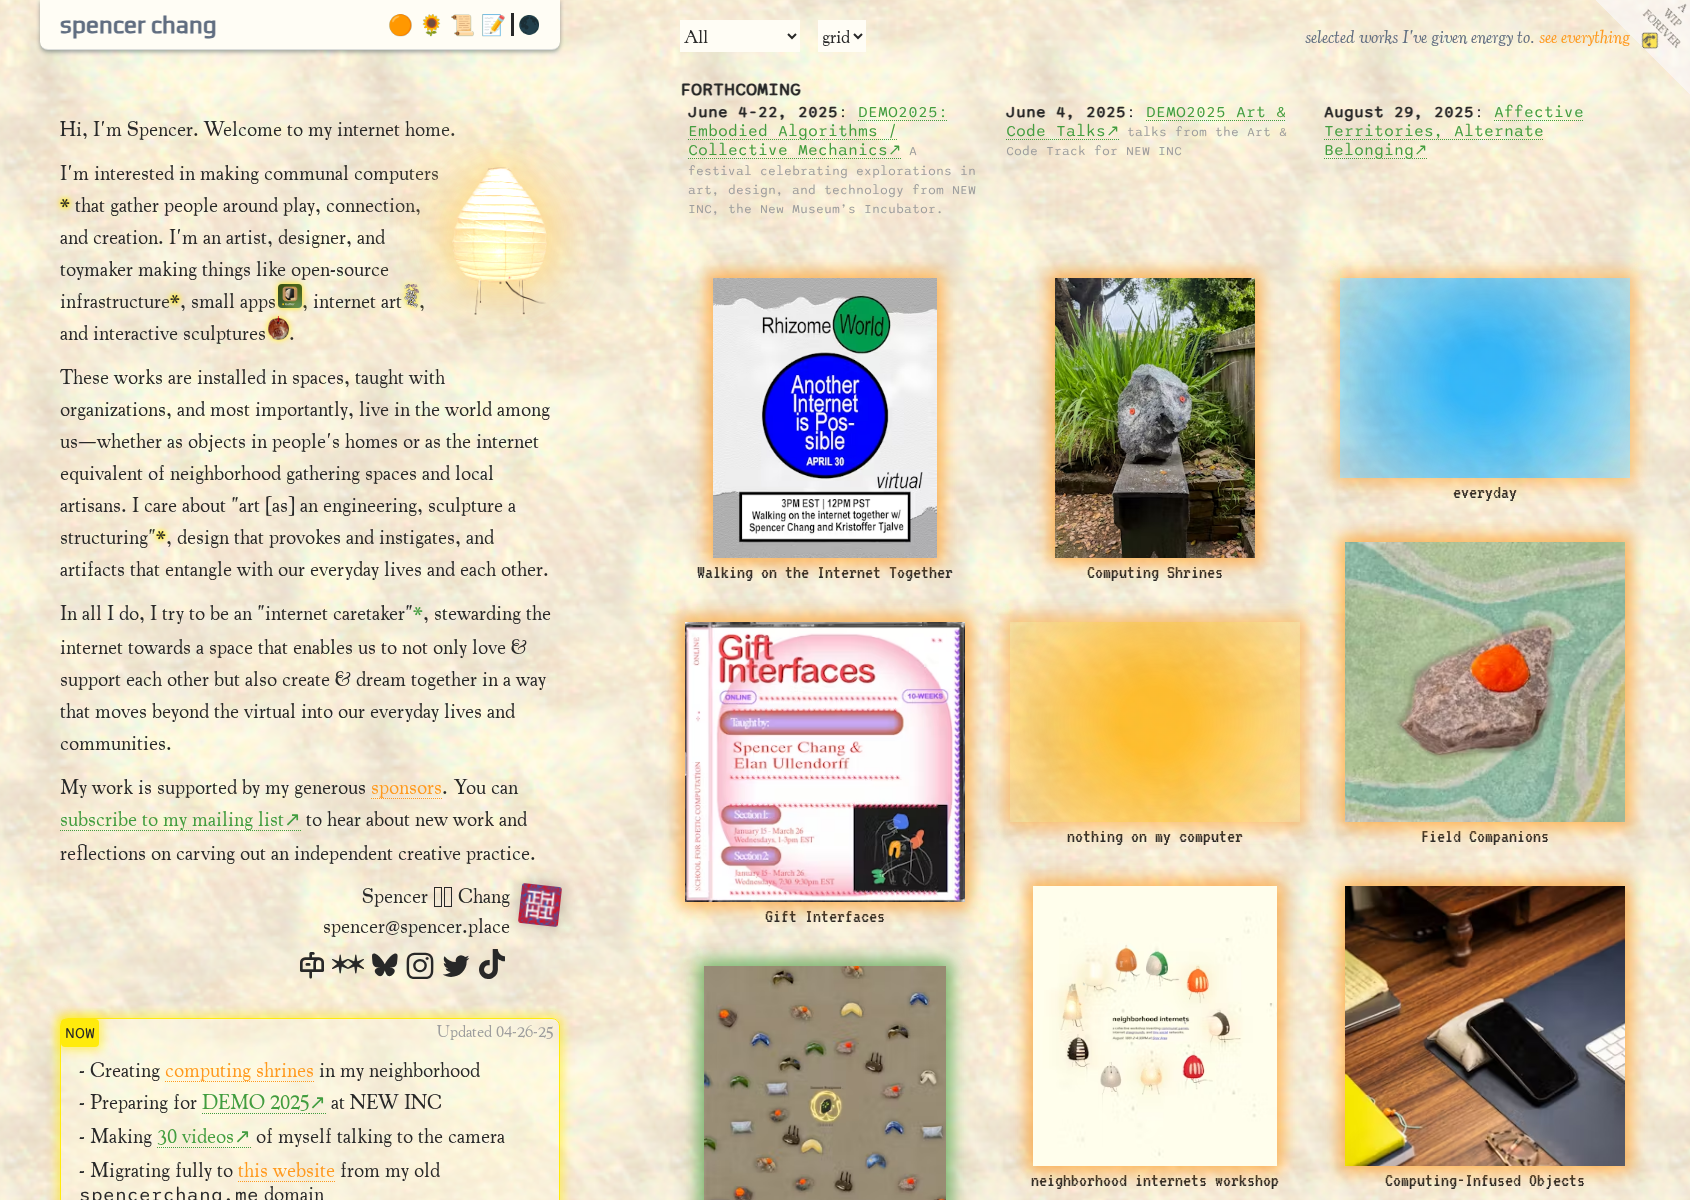 spencer chang
All
grid
selected works I've given energy to. see everything
A
WIP
FOREVER
Hi, I'm Spencer. Welcome to my internet home.
I'm interested in making communal computers
* that gather people around play, connection,
and creation. I'm an artist, designer, and
toymaker making things like open-source
infrastructure*, small apps, internet art,
and interactive sculptures.
These works are installed in spaces, taught with
organizations, and most importantly, live in the world among
us—whether as objects in people's homes or as the internet
equivalent of neighborhood gathering spaces and local
artisans. I care about "art [as] an engineering, sculpture a
structuring"*, design that provokes and instigates, and
artifacts that entangle with our everyday lives and each other.
In all I do, I try to be an "internet caretaker"*, stewarding the
internet towards a space that enables us to not only love &
support each other but also create & dream together in a way
that moves beyond the virtual into our everyday lives and
communities.
My work is supported by my generous sponsors. You can
subscribe to my mailing list↗ to hear about new work and
reflections on carving out an independent creative practice.
Spencer Chang
spencer@spencer.place
NOW
Updated 04-26-25
- Creating computing shrines in my neighborhood
- Preparing for DEMO 2025↗ at NEW INC
- Making 30 videos↗ of myself talking to the camera
- Migrating fully to this website from my old
spencerchang.me domain
FORTHCOMING
June 4-22, 2025: DEMO2025:
Embodied Algorithms /
Collective Mechanics↗ A
festival celebrating explorations in
art, design, and technology from NEW
INC, the New Museum's Incubator.
June 4, 2025: DEMO2025 Art &
Code Talks↗ talks from the Art &
Code Track for NEW INC
August 29, 2025: Affective
Territories, Alternate
Belonging↗
Rhizome World
Another
Internet
is Pos-
sible
APRIL 30
virtual
3PM EST | 12PM PST
Walking on the internet together w/
Spencer Chang and Kristoffer Tjalve
Walking on the Internet Together
Computing Shrines
everyday
Gift
Interfaces
ONLINE
ONLINE
10-WEEKS
Taught by:
Spencer Chang &
Elan Ullendorff
SCHOOL FOR POETIC COMPUTATION
Section 1:
January 15 - March 26
Wednesdays, 1-3pm EST
Section 2:
January 15 - March 26
Wednesdays, 7:30-9:30pm EST
Gift Interfaces
nothing on my computer
Field Companions
neighborhood internets
neighborhood internets workshop
Computing-Infused Objects